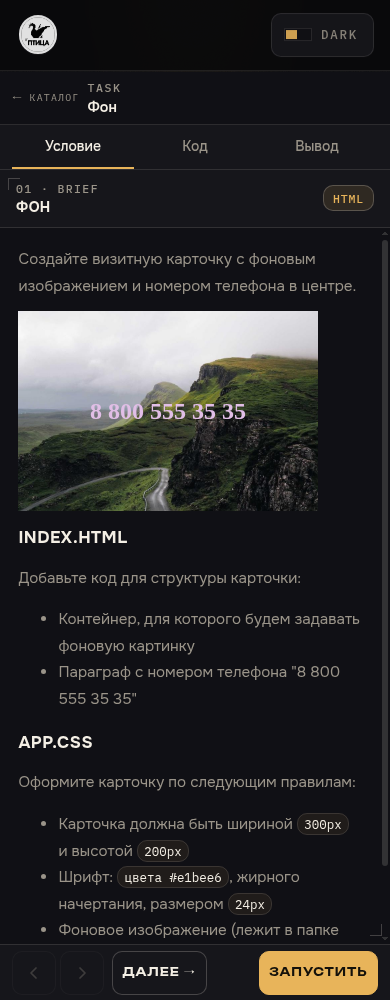 ПТИЦА
DARK
← КАТАЛОГ
TASK
Фон
Условие
Код
Вывод
01 · BRIEF
ФОН
HTML
Создайте визитную карточку с фоновым
изображением и номером телефона в центре.
8 800 555 35 35
INDEX.HTML
Добавьте код для структуры карточки:
• Контейнер, для которого будем задавать
фоновую картинку
• Параграф с номером телефона "8 800
555 35 35"
APP.CSS
Оформите карточку по следующим правилам:
• Карточка должна быть шириной 300px
и высотой 200px
• Шрифт: цвета #e1bee6, жирного
начертания, размером 24px
• Фоновое изображение (лежит в папке
ДАЛЕЕ →
ЗАПУСТИТЬ